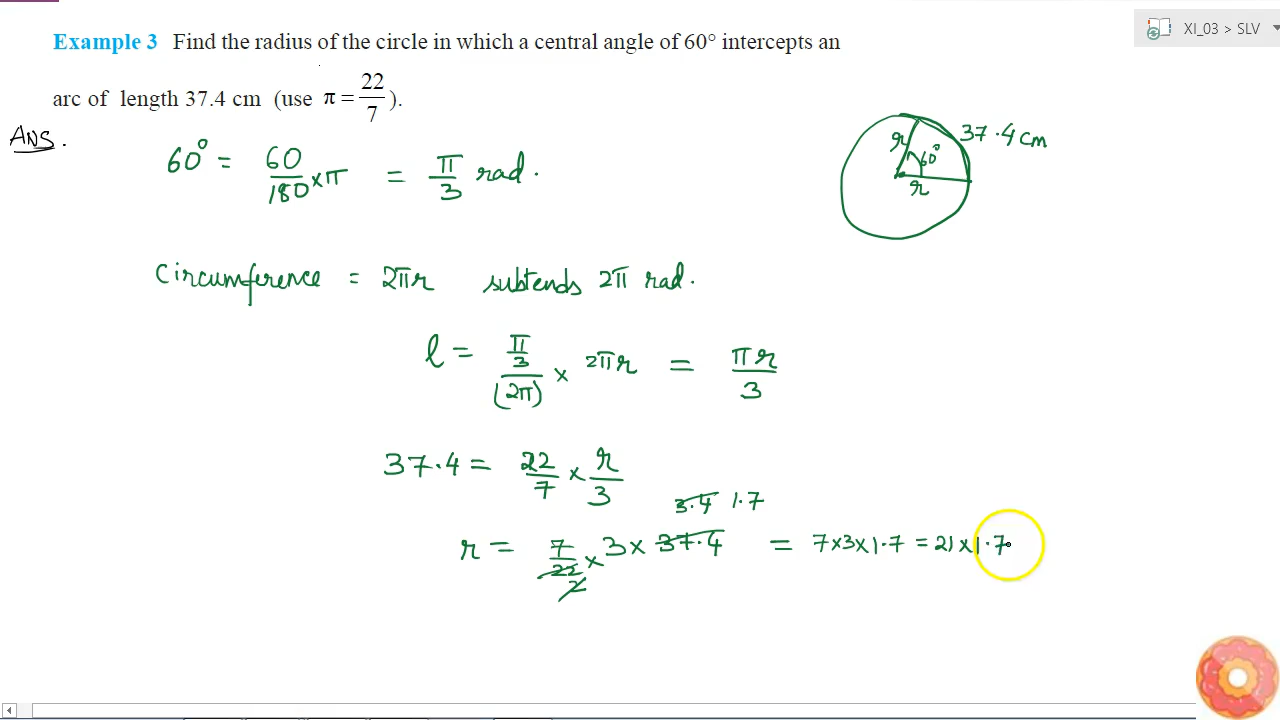 XI_03 > SLV
Example 3 Find the radius of the circle in which a central angle of 60° intercepts an
arc of length 37.4 cm (use π = 22/7 ).
Ans.
60° = 60/180 × π = π/3 rad.
37.4 cm
r 60°
r
Circumference = 2πr subtends 2π rad.
l = (π/3)/(2π) × 2πr = πr/3
37.4 = 22/7 × r/3
3.4 1.7
r = 7/22 × 3 × 37.4 = 7×3×1.7 = 21×1.7
2